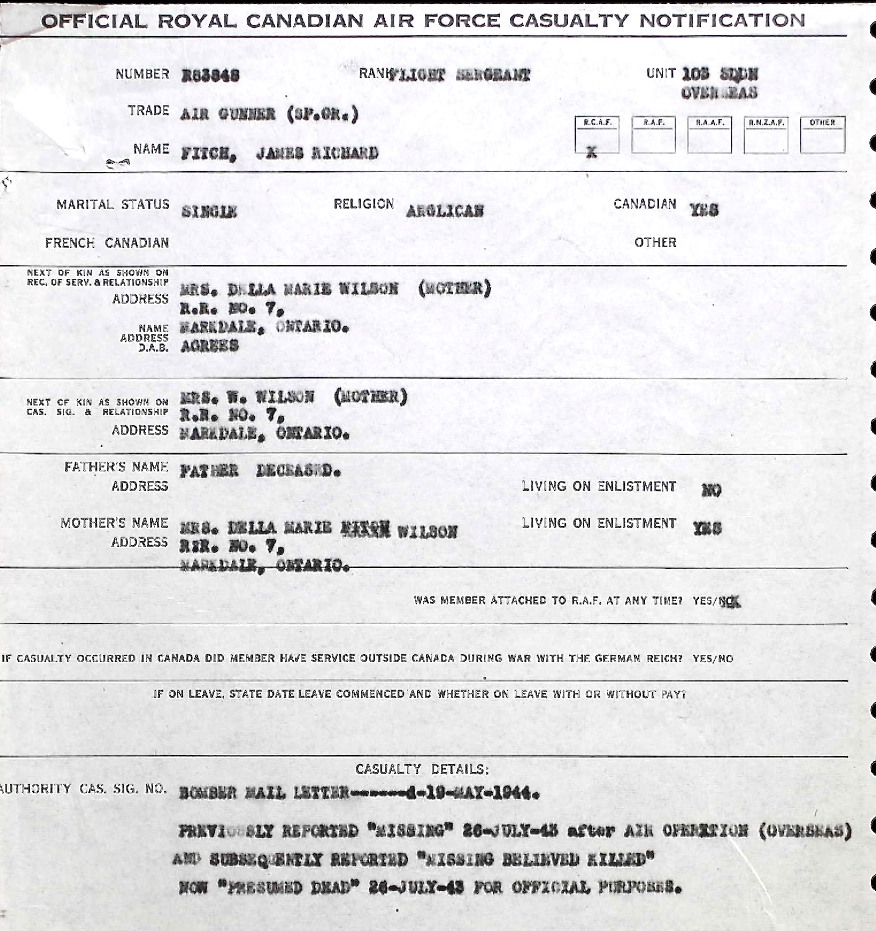 OFFICIAL ROYAL CANADIAN AIR FORCE CASUALTY NOTIFICATION
NUMBER R83848 RANK FLIGHT SERGEANT UNIT 103 SQDN
OVERSEAS
TRADE AIR GUNNER (SP.GR.)
R.C.A.F. R.A.F. R.A.A.F. R.N.Z.A.F. OTHER
NAME FITCH, JAMES RICHARD X
MARITAL STATUS SINGLE RELIGION ANGLICAN CANADIAN YES
FRENCH CANADIAN OTHER
NEXT OF KIN AS SHOWN ON
REC. OF SERV. & RELATIONSHIP MRS. DELLA MARIE WILSON (MOTHER)
ADDRESS R.R. NO. 7,
NAME MARKDALE, ONTARIO.
ADDRESS
D.A.B. AGREES
NEXT OF KIN AS SHOWN ON MRS. W. WILSON (MOTHER)
CAS. SIG. & RELATIONSHIP R.R. NO. 7,
ADDRESS MARKDALE, ONTARIO.
FATHER'S NAME FATHER DECEASED.
ADDRESS LIVING ON ENLISTMENT NO
MOTHER'S NAME MRS. DELLA MARIE WILSON LIVING ON ENLISTMENT YES
ADDRESS R.R. NO. 7,
MARKDALE, ONTARIO.
WAS MEMBER ATTACHED TO R.A.F. AT ANY TIME? YES/
IF CASUALTY OCCURRED IN CANADA DID MEMBER HAVE SERVICE OUTSIDE CANADA DURING WAR WITH THE GERMAN REICH? YES/NO
IF ON LEAVE, STATE DATE LEAVE COMMENCED AND WHETHER ON LEAVE WITH OR WITHOUT PAY?
CASUALTY DETAILS:
AUTHORITY CAS. SIG. NO. BOMBER MAIL LETTER------d-19-MAY-1944.
PREVIOUSLY REPORTED "MISSING" 26-JULY-43 after AIR OPERATION (OVERSEAS)
AND SUBSEQUENTLY REPORTED "MISSING BELIEVED KILLED"
NOW "PRESUMED DEAD" 26-JULY-43 FOR OFFICIAL PURPOSES.